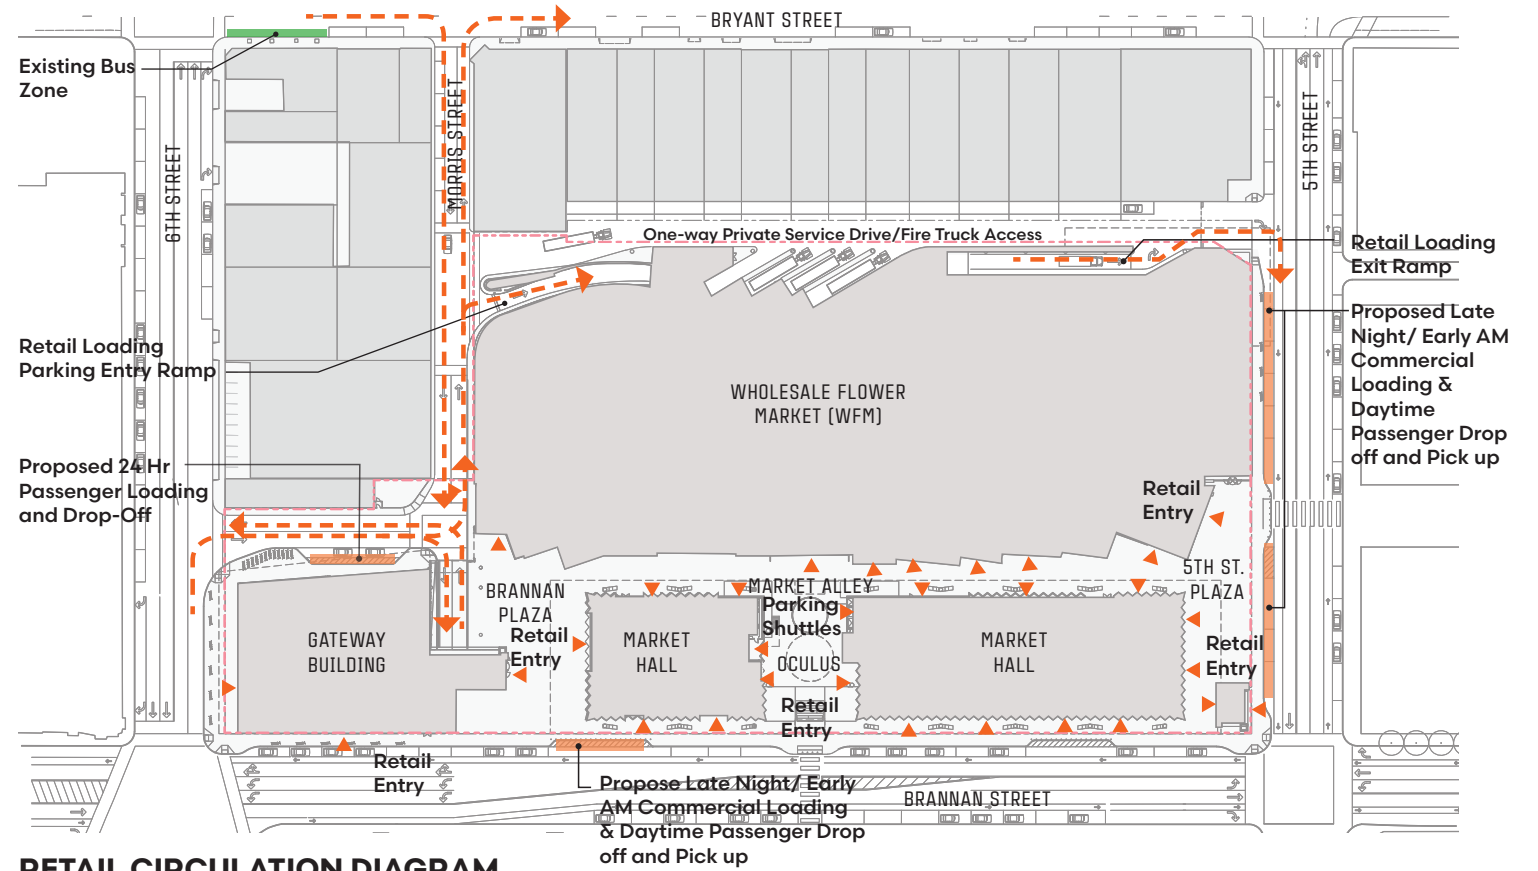 BRYANT STREET
Existing Bus
Zone
6TH STREET
MORRIS STREET
5TH STREET
One-way Private Service Drive/Fire Truck Access
Retail Loading
Exit Ramp
Proposed Late
Night/ Early AM
Commercial
Loading &
Daytime
Passenger Drop
off and Pick up
Retail Loading
Parking Entry Ramp
WHOLESALE FLOWER
MARKET (WFM)
Proposed 24 Hr
Passenger Loading
and Drop-Off
Retail
Entry
5TH ST.
PLAZA
BRANNAN
PLAZA
MARKET ALLEY
Parking
Shuttles
Retail
Entry
GATEWAY
BUILDING
MARKET
HALL
OCULUS
MARKET
HALL
Retail
Entry
Retail
Entry
Retail
Entry
Propose Late Night/ Early
AM Commercial Loading
& Daytime Passenger Drop
off and Pick up
BRANNAN STREET
RETAIL CIRCULATION DIAGRAM